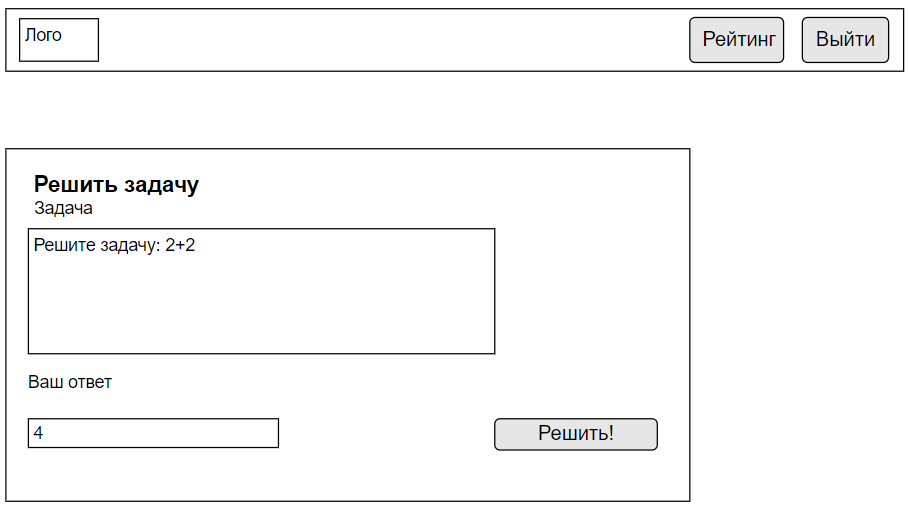 Лого
Рейтинг
Выйти
Решить задачу
Задача
Решите задачу: 2+2
Ваш ответ
4
Решить!